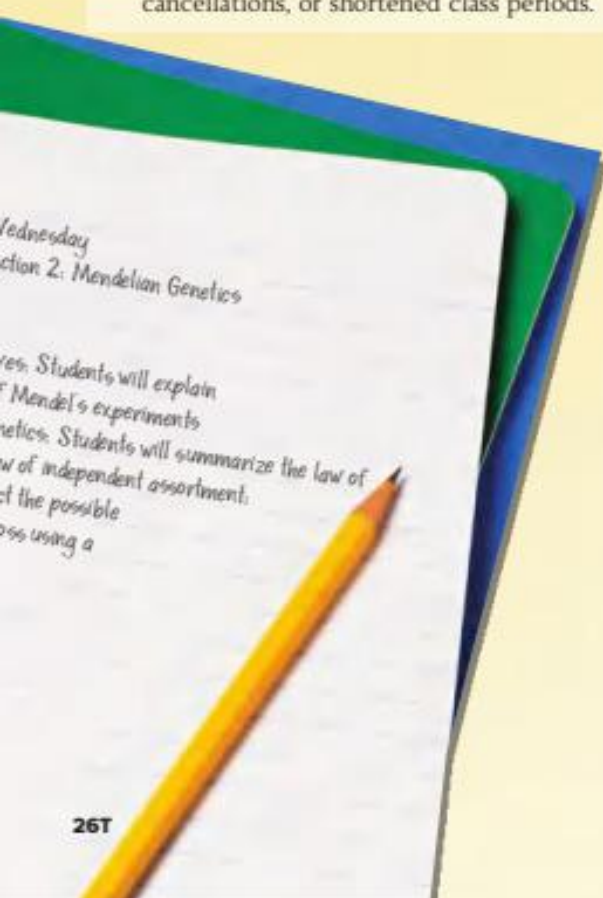 cancellations, or shortened class periods.
Wednesday
ction 2: Mendelian Genetics
ves: Students will explain
f Mendel's experiments
netics. Students will summarize the law of
w of independent assortment;
ct the possible
oss using a
26T